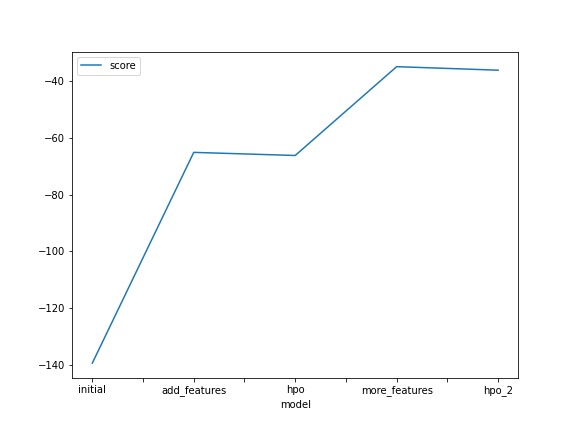 score
−40
−60
−80
−100
−120
−140
initial add_features hpo more_features hpo_2
model